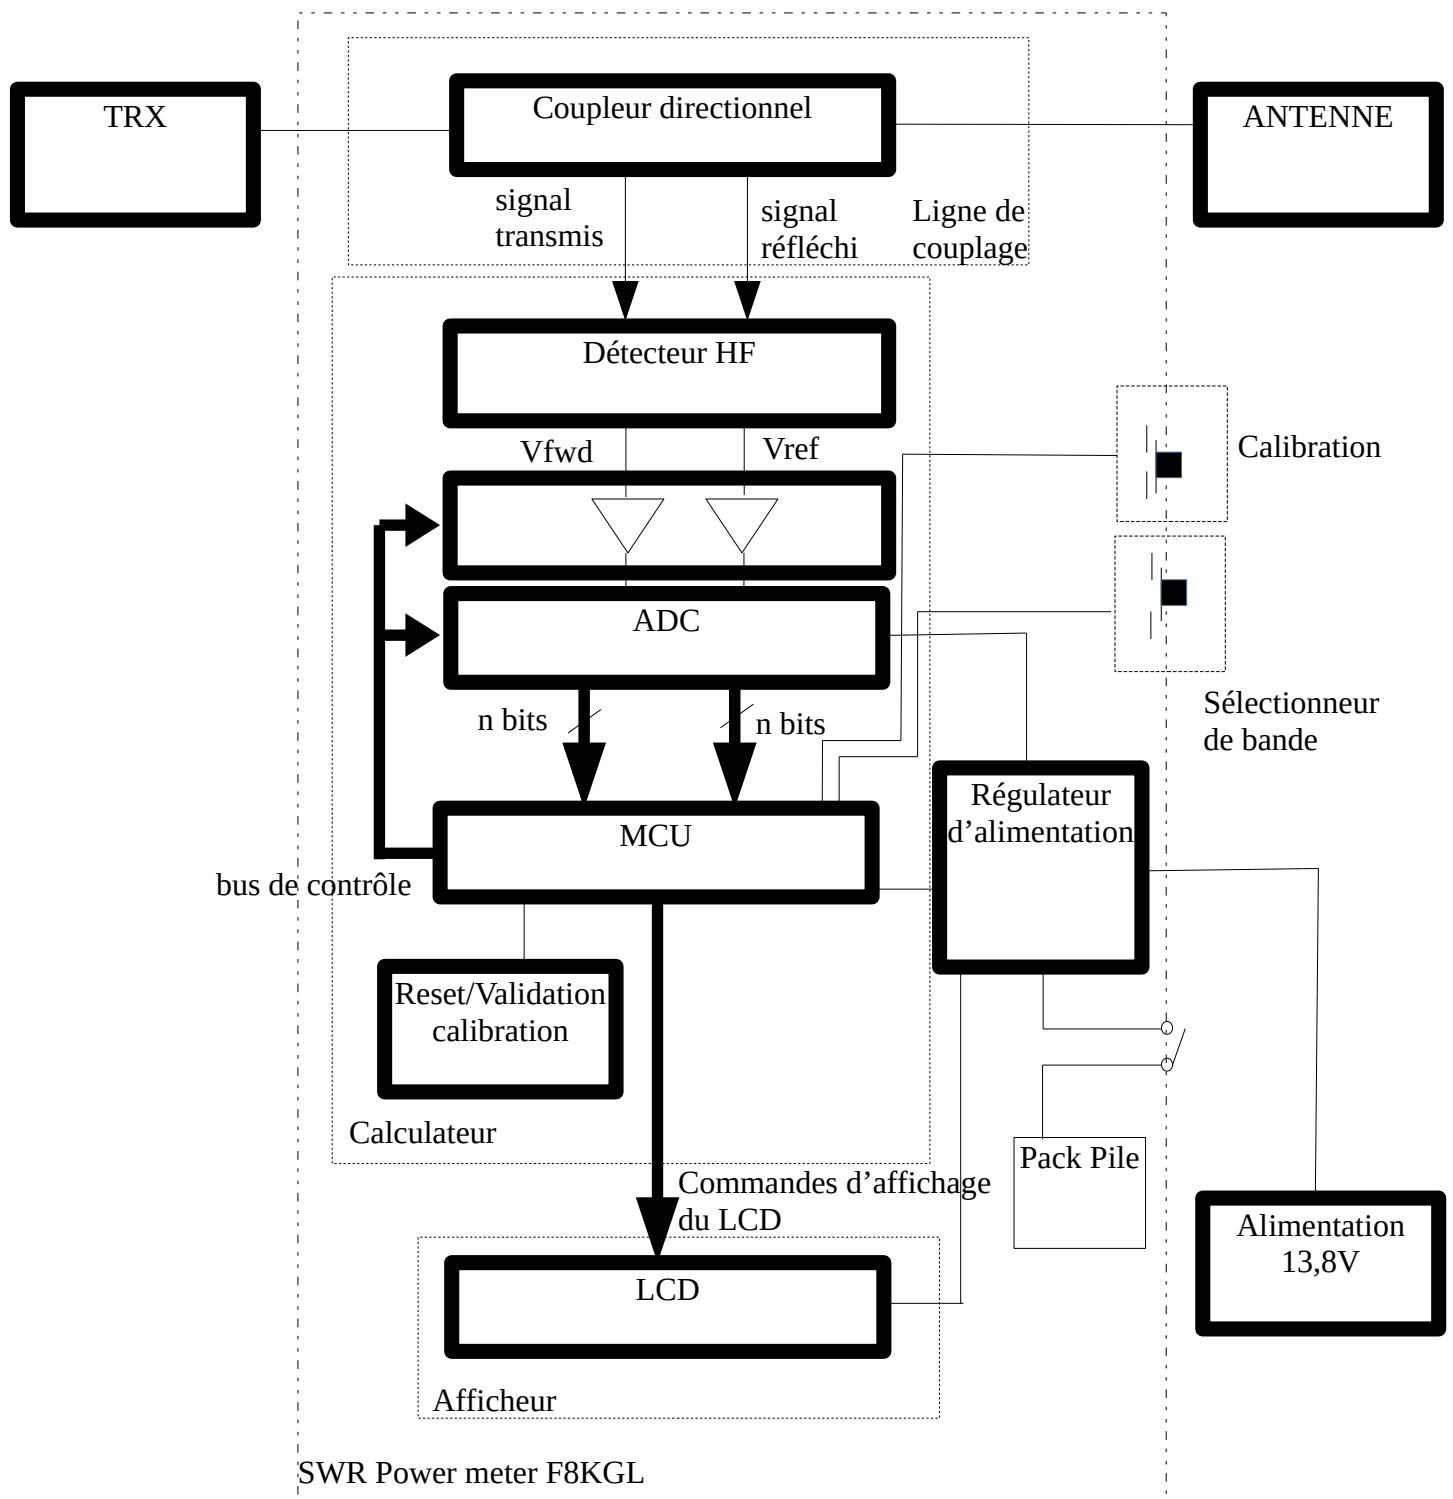 TRX
Coupleur directionnel
ANTENNE
signal
transmis
signal
réfléchi
Ligne de
couplage
Détecteur HF
Vfwd
Vref
Calibration
ADC
n bits
n bits
Sélectionneur
de bande
Régulateur
d’alimentation
MCU
bus de contrôle
Reset/Validation
calibration
Calculateur
Pack Pile
Commandes d’affichage
du LCD
Alimentation
13,8V
LCD
Afficheur
SWR Power meter F8KGL